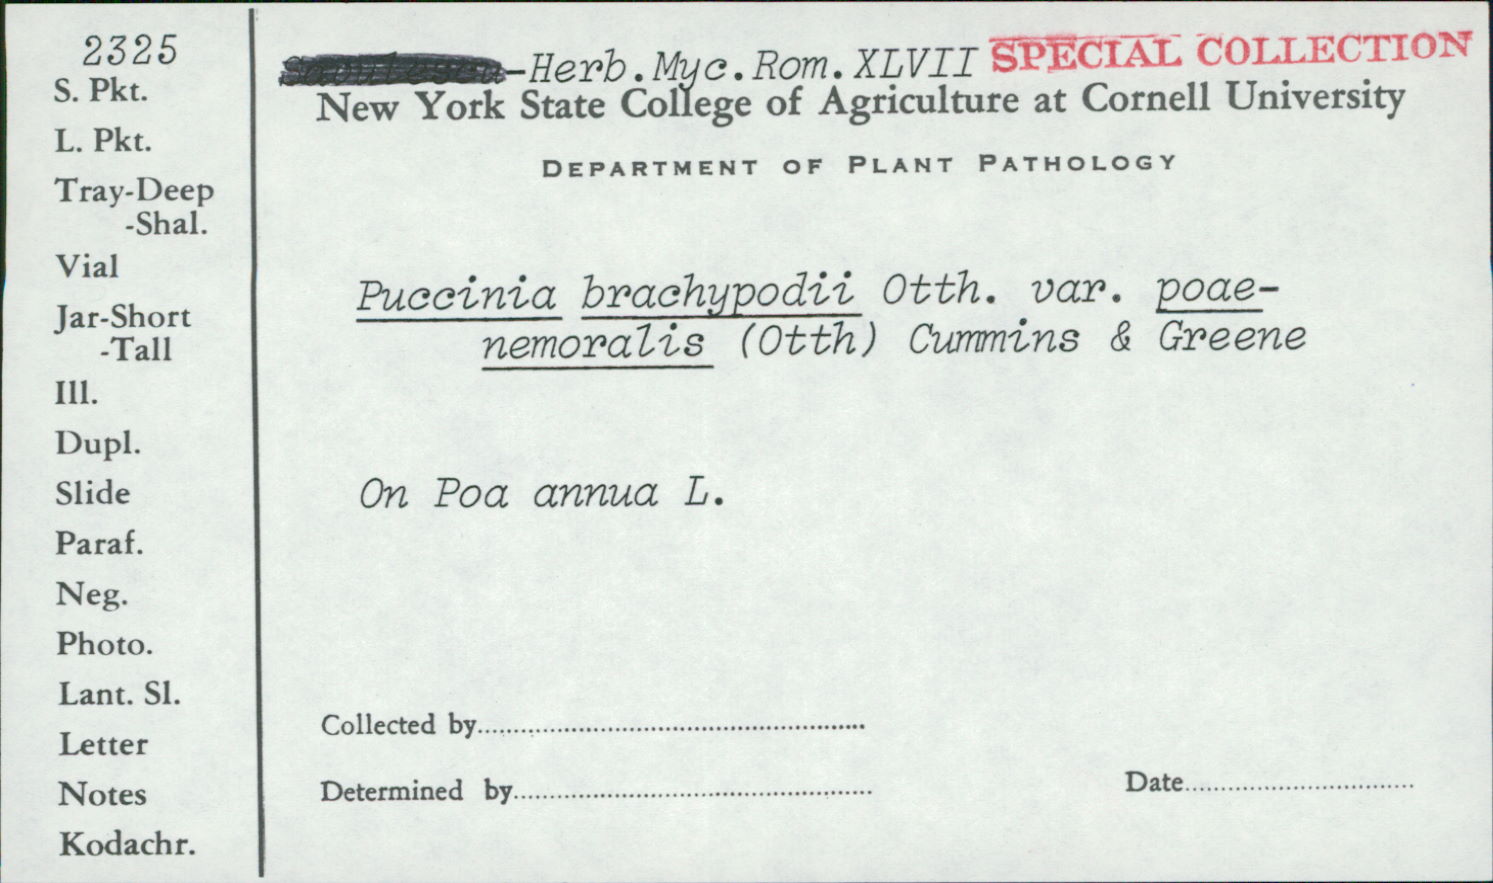 2325
S. Pkt.
L. Pkt.
Tray-Deep
-Shal.
Vial
Jar-Short
-Tall
Ill.
Dupl.
Slide
Paraf.
Neg.
Photo.
Lant. Sl.
Letter
Notes
Kodachr.
-Herb.Myc.Rom.XLVII SPECIAL COLLECTION
New York State College of Agriculture at Cornell University
DEPARTMENT OF PLANT PATHOLOGY
Puccinia brachypodii Otth. var. poae-
nemoralis (Otth) Cummins & Greene
On Poa annua L.
Collected by
Determined by
Date